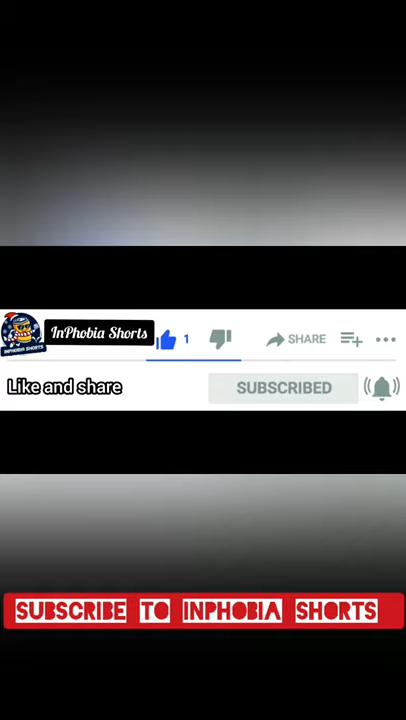 InPhobia Shorts
INPHOBIA SHORTS
1
SHARE
Like and share
SUBSCRIBED
SUBSCRIBE TO INPHOBIA SHORTS